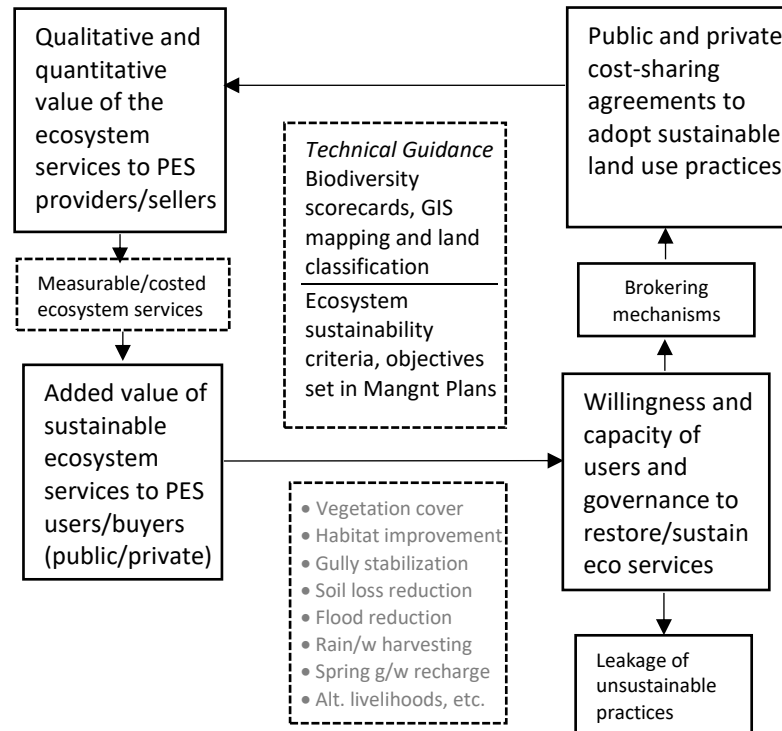 Qualitative and
quantitative
value of the
ecosystem
services to PES
providers/sellers
Public and private
cost-sharing
agreements to
adopt sustainable
land use practices
Technical Guidance
Biodiversity
scorecards, GIS
mapping and land
classification
Ecosystem
sustainability
criteria, objectives
set in Mangnt Plans
Measurable/costed
ecosystem services
Brokering
mechanisms
Added value of
sustainable
ecosystem
services to PES
users/buyers
(public/private)
Willingness and
capacity of
users and
governance to
restore/sustain
eco services
• Vegetation cover
• Habitat improvement
• Gully stabilization
• Soil loss reduction
• Flood reduction
• Rain/w harvesting
• Spring g/w recharge
• Alt. livelihoods, etc.
Leakage of
unsustainable
practices